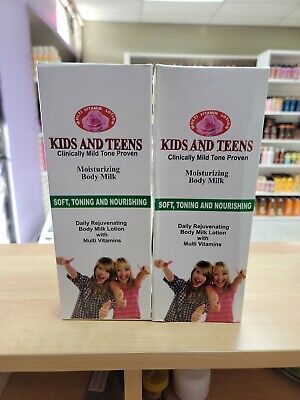 KIDS AND TEENS
Clinically Mild Tone Proven
Moisturizing
Body Milk
SOFT, TONING AND NOURISHING
Daily Rejuvenating
Body Milk Lotion
with
Multi Vitamins
KIDS AND TEENS
Clinically Mild Tone Proven
Moisturizing
Body Milk
SOFT, TONING AND NOURISHING
Daily Rejuvenating
Body Milk Lotion
with
Multi Vitamins